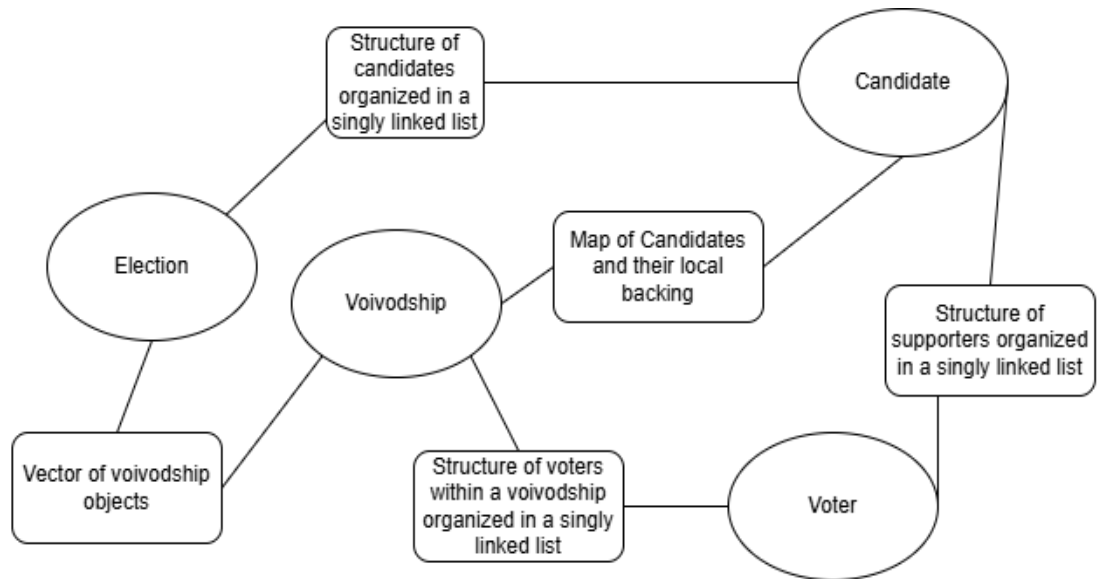 Structure of
candidates
organized in a
singly linked list
Candidate
Election
Voivodship
Map of Candidates
and their local
backing
Structure of
supporters organized
in a singly linked list
Vector of voivodship
objects
Structure of voters
within a voivodship
organized in a singly
linked list
Voter